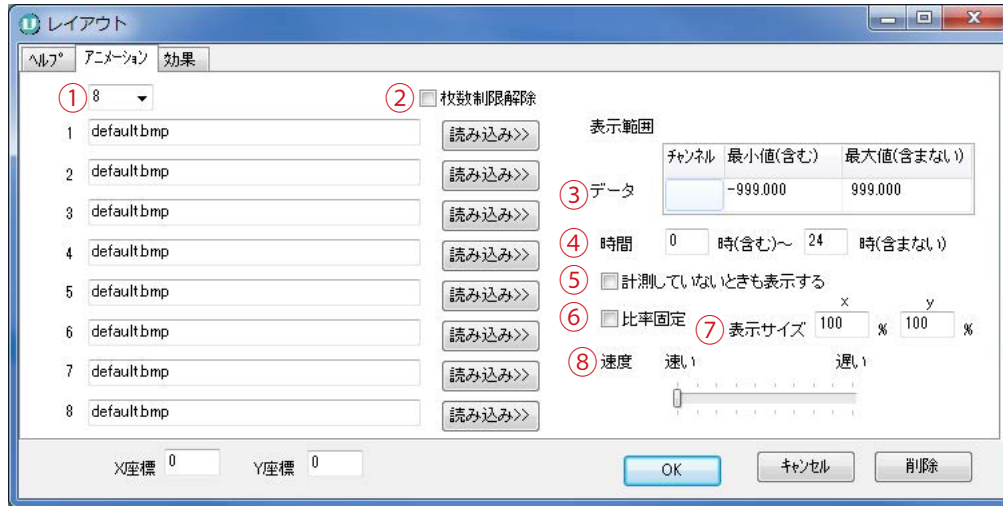 レイアウト
ヘルプ アニメーション 効果
① 8 ② 枚数制限解除
1 default.bmp 読み込み>>
2 default.bmp 読み込み>>
3 default.bmp 読み込み>>
4 default.bmp 読み込み>>
5 default.bmp 読み込み>>
6 default.bmp 読み込み>>
7 default.bmp 読み込み>>
8 default.bmp 読み込み>>
表示範囲
チャンネル 最小値(含む) 最大値(含まない)
③ データ -999.000 999.000
④ 時間 0 時(含む)～ 24 時(含まない)
⑤ 計測していないときも表示する
⑥ 比率固定 ⑦ 表示サイズ x 100 % y 100 %
⑧ 速度 速い 遅い
X座標 0 Y座標 0 OK キャンセル 削除